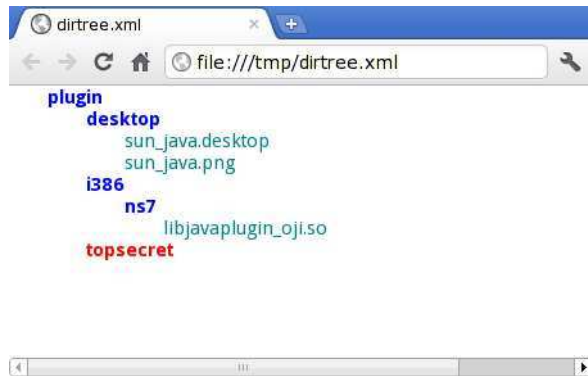 dirtree.xml
file:///tmp/dirtree.xml
plugin
desktop
sun_java.desktop
sun_java.png
i386
ns7
libjavaplugin_oji.so
topsecret